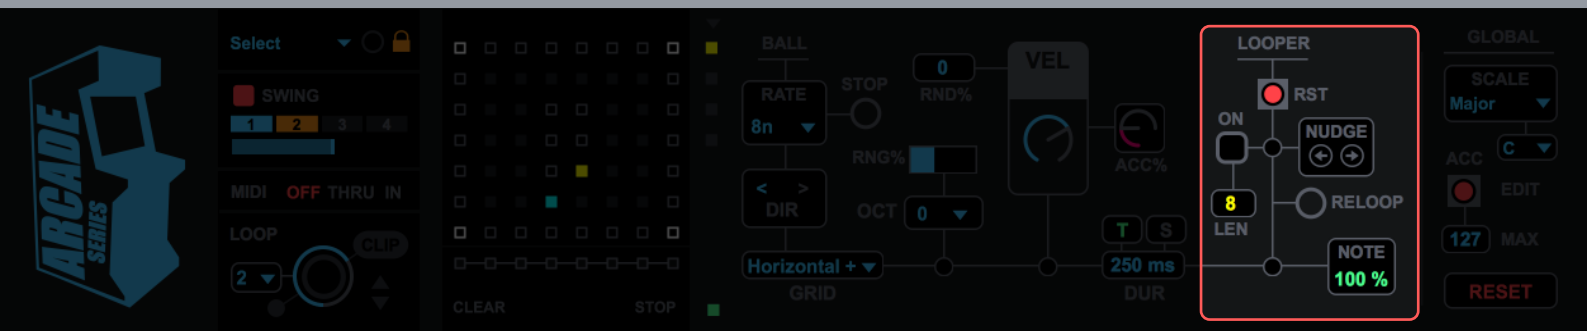 ARCADE
SERIES
Select
SWING
1 2 3 4
MIDI OFF THRU IN
LOOP
CLIP
2
CLEAR STOP
BALL
RATE
8n
STOP
< >
DIR
Horizontal +
GRID
0
RND%
RNG%
OCT 0
VEL
ACC%
T S
250 ms
DUR
LOOPER
RST
ON
NUDGE
8
LEN
RELOOP
NOTE
100 %
GLOBAL
SCALE
Major
C
ACC
EDIT
127 MAX
RESET